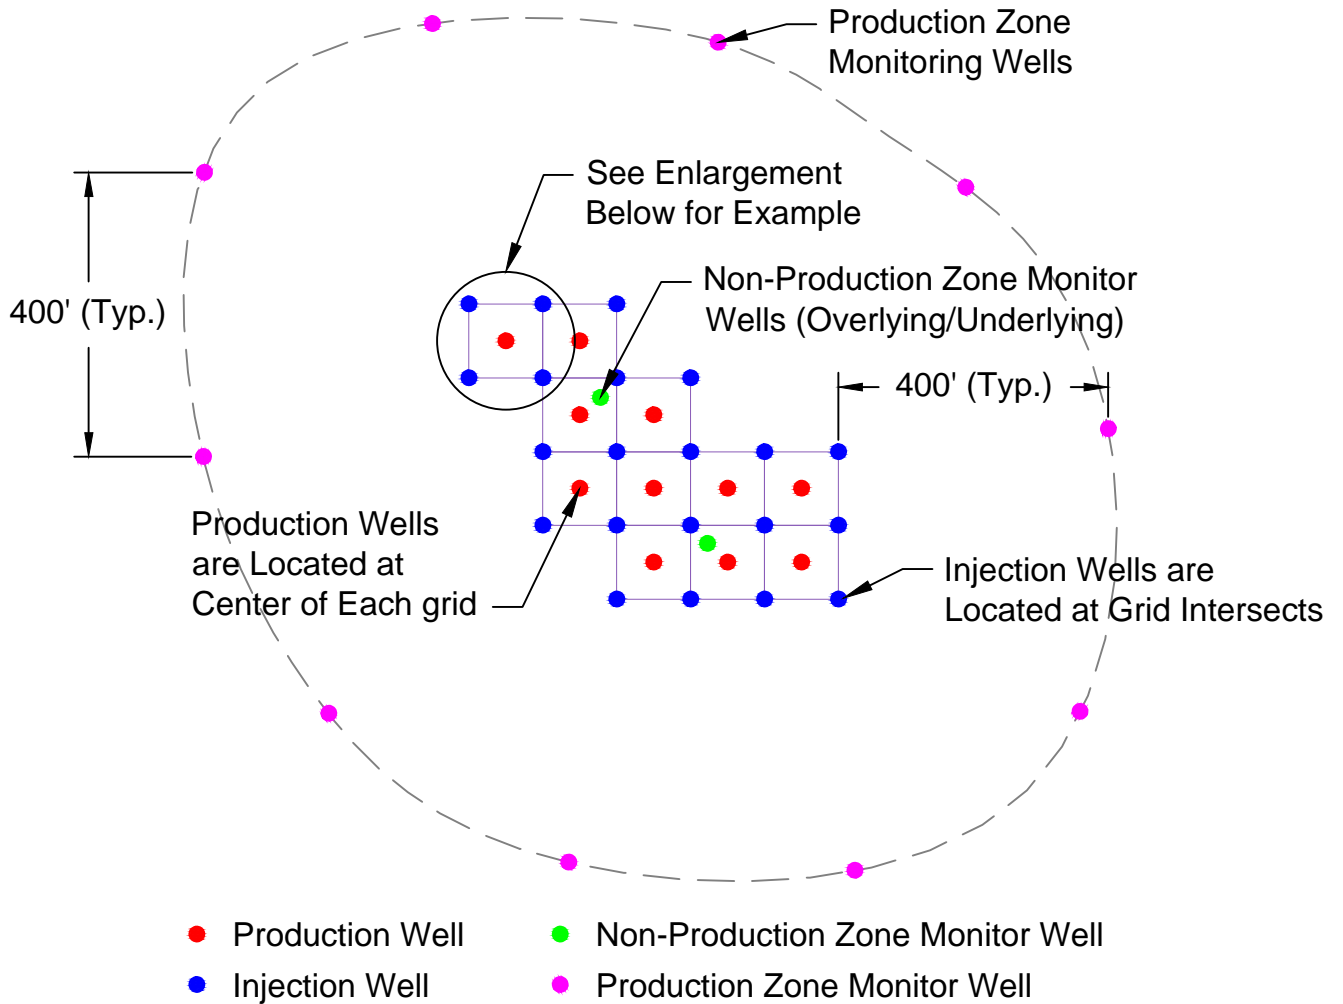 Production Zone
Monitoring Wells
See Enlargement
Below for Example
Non-Production Zone Monitor
Wells (Overlying/Underlying)
400' (Typ.)
400' (Typ.)
Production Wells
are Located at
Center of Each grid
Injection Wells are
Located at Grid Intersects
Production Well
Non-Production Zone Monitor Well
Injection Well
Production Zone Monitor Well